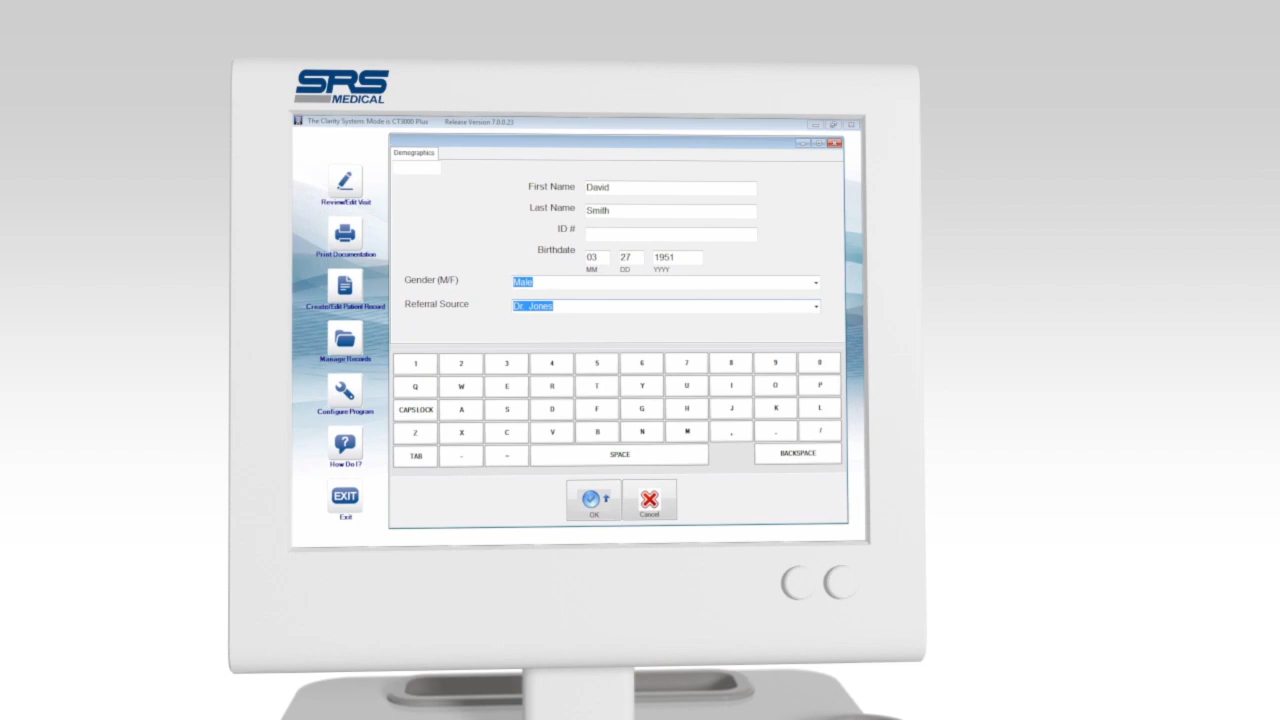 SRS
MEDICAL
The Clarity System: Mode is CT3000 Plus Release Version 7.0.0.23
Demographics
First Name David
Last Name Smith
ID #
Birthdate 03 27 1951
MM DD YYYY
Gender (M/F) Male
Referral Source Dr. Jones
Review/Edit Visit
Print Documentation
Create/Edit Patient Record
Manage Records
Configure Program
How Do I?
EXIT
Exit
1 2 3 4 5 6 7 8 9 0
Q W E R T Y U I O P
CAPSLOCK A S D F G H J K L
Z X C V B N M , . /
TAB - = SPACE BACKSPACE
OK Cancel